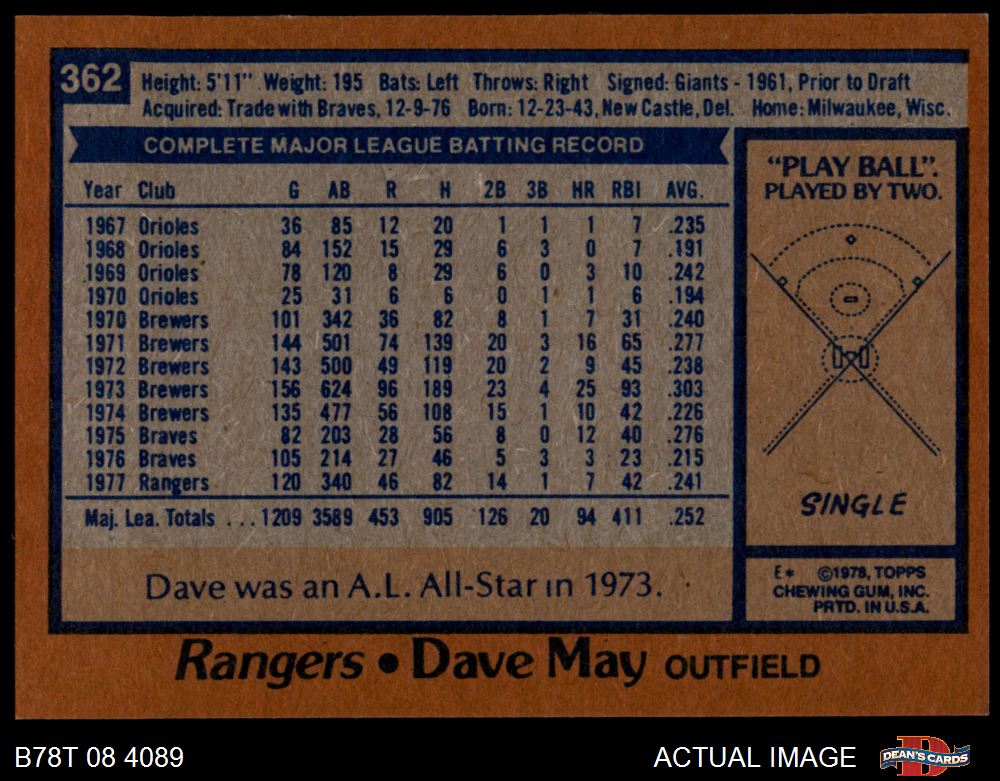 362
Height: 5'11" Weight: 195 Bats: Left Throws: Right Signed: Giants - 1961, Prior to Draft
Acquired: Trade with Braves, 12-9-76 Born: 12-23-43, New Castle, Del. Home: Milwaukee, Wisc.
COMPLETE MAJOR LEAGUE BATTING RECORD
Year Club G AB R H 2B 3B HR RBI AVG.
1967 Orioles 36 85 12 20 1 1 1 7 .235
1968 Orioles 84 152 15 29 6 3 0 7 .191
1969 Orioles 78 120 8 29 6 0 3 10 .242
1970 Orioles 25 31 6 6 0 1 1 6 .194
1970 Brewers 101 342 36 82 8 1 7 31 .240
1971 Brewers 144 501 74 139 20 3 16 65 .277
1972 Brewers 143 500 49 119 20 2 9 45 .238
1973 Brewers 156 624 96 189 23 4 25 93 .303
1974 Brewers 135 477 56 108 15 1 10 42 .226
1975 Braves 82 203 28 56 8 0 12 40 .276
1976 Braves 105 214 27 46 5 3 3 23 .215
1977 Rangers 120 340 46 82 14 1 7 42 .241
Maj. Lea. Totals . . . 1209 3589 453 905 126 20 94 411 .252
Dave was an A.L. All-Star in 1973.
"PLAY BALL".
PLAYED BY TWO.
SINGLE
E* ©1978, TOPPS
CHEWING GUM, INC.
PRTD. IN U.S.A.
Rangers • Dave May OUTFIELD
B78T 08 4089
ACTUAL IMAGE
DEAN'S CARDS